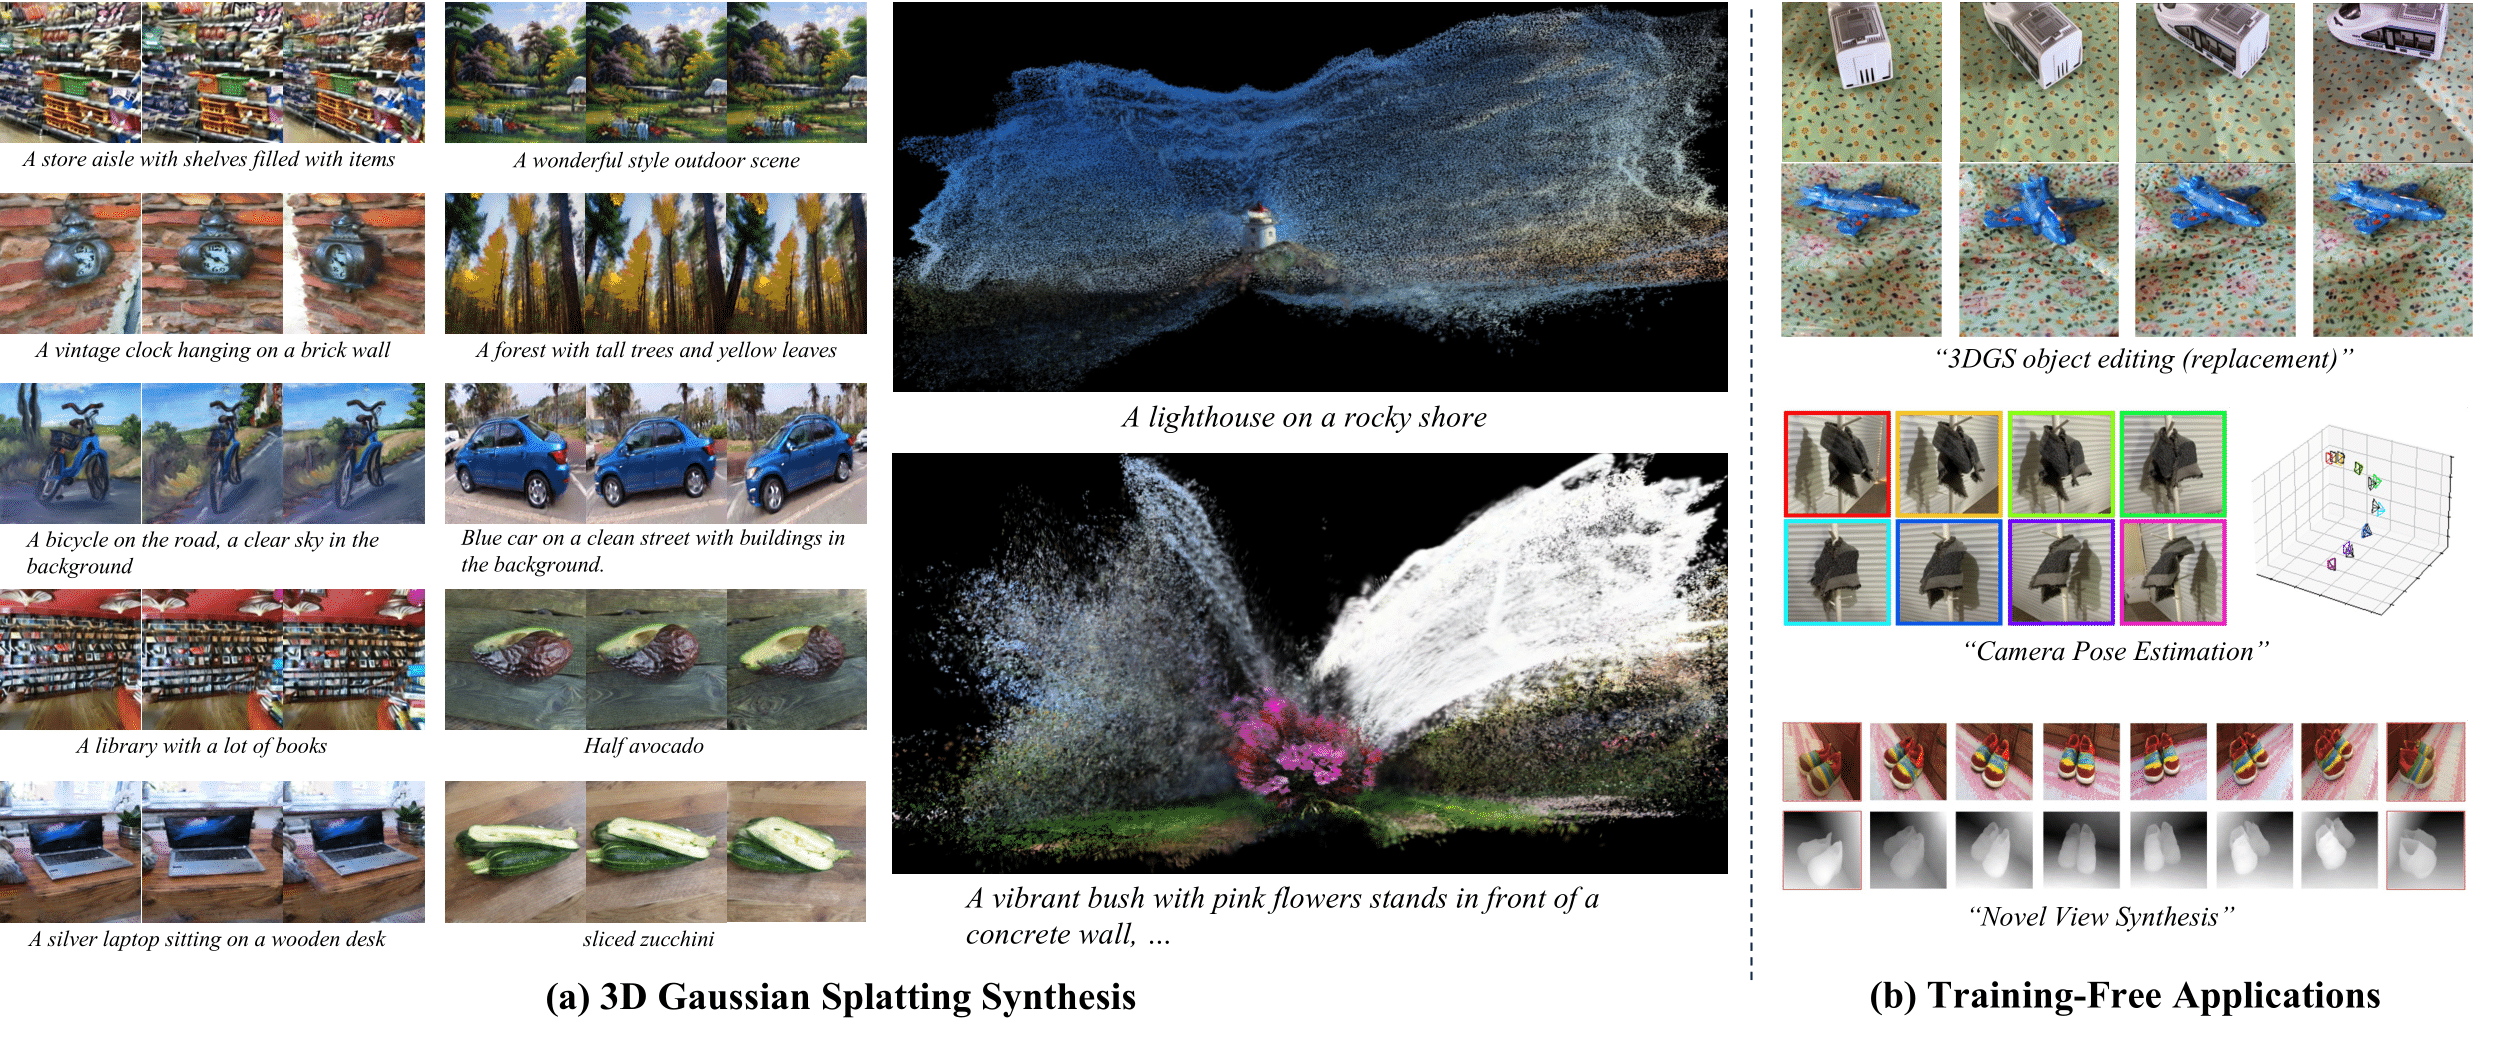 A store aisle with shelves filled with items
A wonderful style outdoor scene
A vintage clock hanging on a brick wall
A forest with tall trees and yellow leaves
A bicycle on the road, a clear sky in the
background
Blue car on a clean street with buildings in
the background.
A library with a lot of books
Half avocado
A silver laptop sitting on a wooden desk
sliced zucchini
A lighthouse on a rocky shore
A vibrant bush with pink flowers stands in front of a
concrete wall, ...
(a) 3D Gaussian Splatting Synthesis
“3DGS object editing (replacement)”
“Camera Pose Estimation”
“Novel View Synthesis”
(b) Training-Free Applications